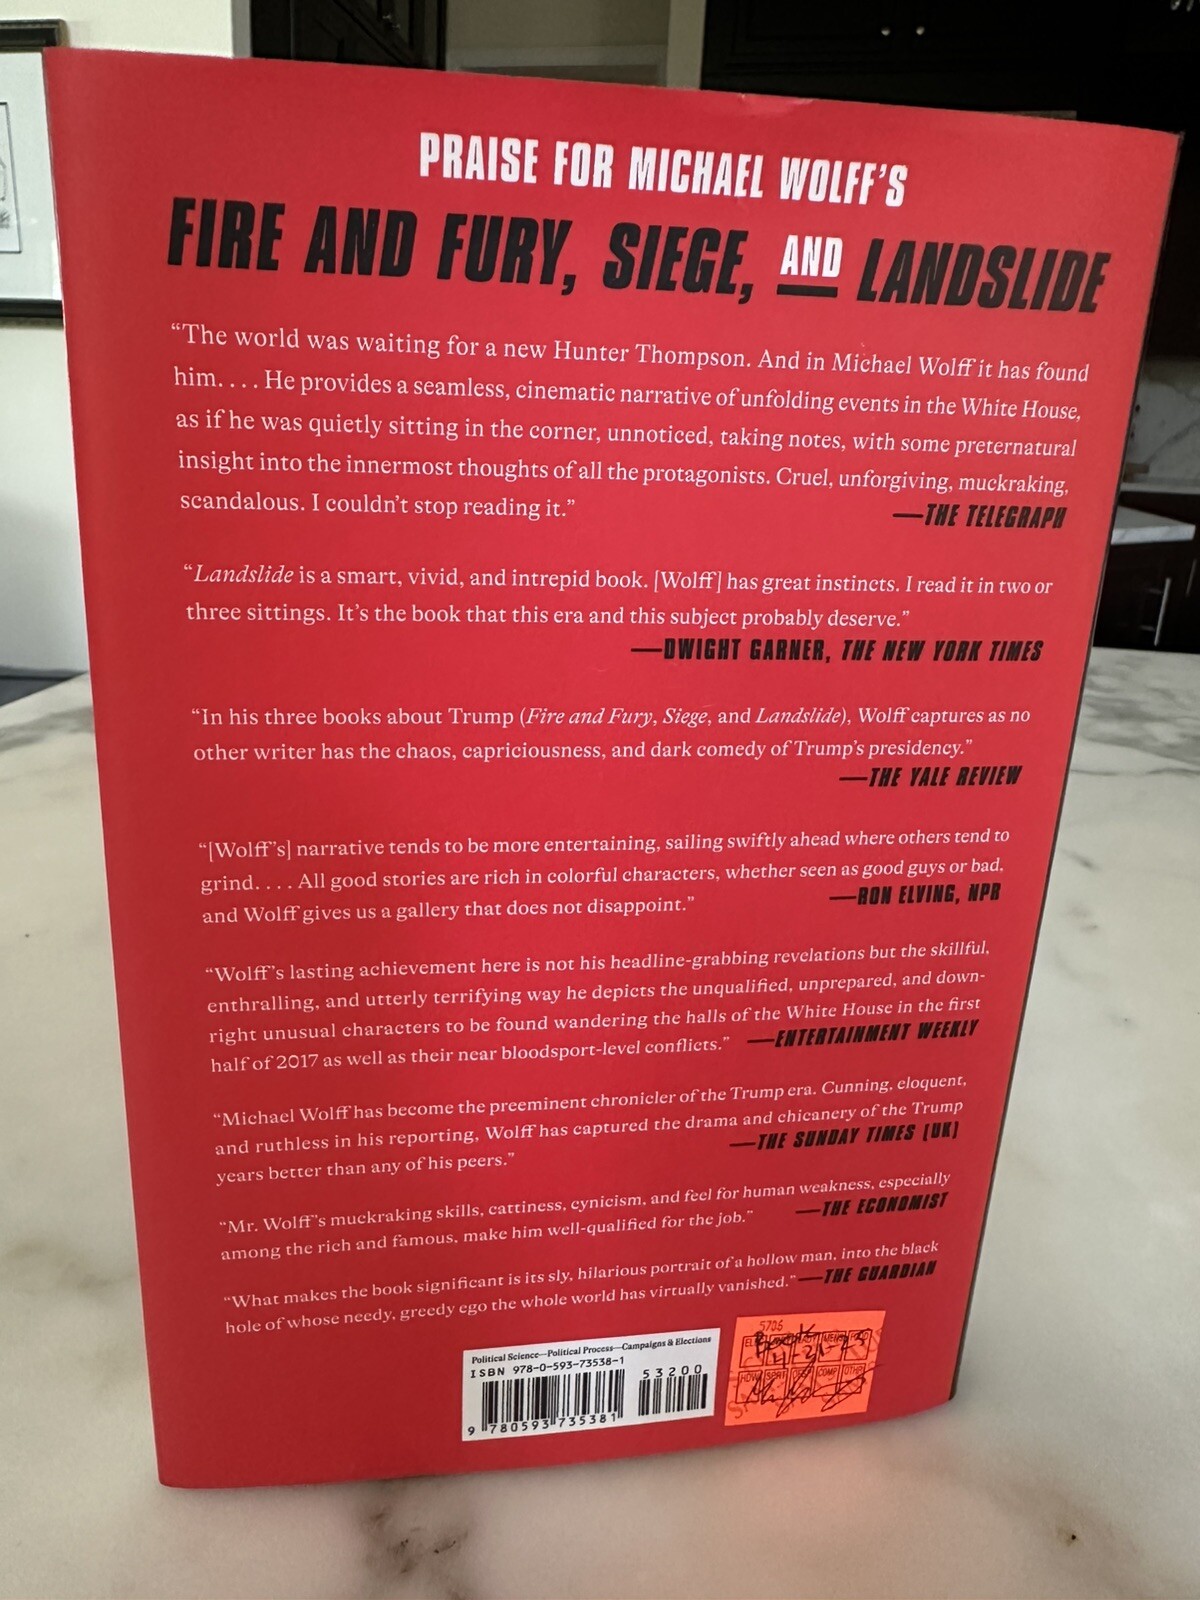 PRAISE FOR MICHAEL WOLFF'S
FIRE AND FURY, SIEGE, AND LANDSLIDE
“The world was waiting for a new Hunter Thompson. And in Michael Wolff it has found
him. . . . He provides a seamless, cinematic narrative of unfolding events in the White House,
as if he was quietly sitting in the corner, unnoticed, taking notes, with some preternatural
insight into the innermost thoughts of all the protagonists. Cruel, unforgiving, muckraking,
scandalous. I couldn’t stop reading it.”
—THE TELEGRAPH
“Landslide is a smart, vivid, and intrepid book. [Wolff] has great instincts. I read it in two or
three sittings. It’s the book that this era and this subject probably deserve.”
—DWIGHT GARNER, THE NEW YORK TIMES
“In his three books about Trump (Fire and Fury, Siege, and Landslide), Wolff captures as no
other writer has the chaos, capriciousness, and dark comedy of Trump’s presidency.”
—THE YALE REVIEW
“[Wolff’s] narrative tends to be more entertaining, sailing swiftly ahead where others tend to
grind. . . . All good stories are rich in colorful characters, whether seen as good guys or bad,
and Wolff gives us a gallery that does not disappoint.”
—RON ELVING, NPR
“Wolff’s lasting achievement here is not his headline-grabbing revelations but the skillful,
enthralling, and utterly terrifying way he depicts the unqualified, unprepared, and down-
right unusual characters to be found wandering the halls of the White House in the first
half of 2017 as well as their near bloodsport-level conflicts.”
—ENTERTAINMENT WEEKLY
“Michael Wolff has become the preeminent chronicler of the Trump era. Cunning, eloquent,
and ruthless in his reporting, Wolff has captured the drama and chicanery of the Trump
years better than any of his peers.”
—THE SUNDAY TIMES (UK)
“Mr. Wolff’s muckraking skills, cattiness, cynicism, and feel for human weakness, especially
among the rich and famous, make him well-qualified for the job.”
—THE ECONOMIST
“What makes the book significant is its sly, hilarious portrait of a hollow man, into the black
hole of whose needy, greedy ego the whole world has virtually vanished.”—THE GUARDIAN
Political Science—Political Process—Campaigns & Elections
ISBN 978-0-593-73538-1
53200
9 780593 735381
5706
MENS
HDW SPRT COMP OTHR